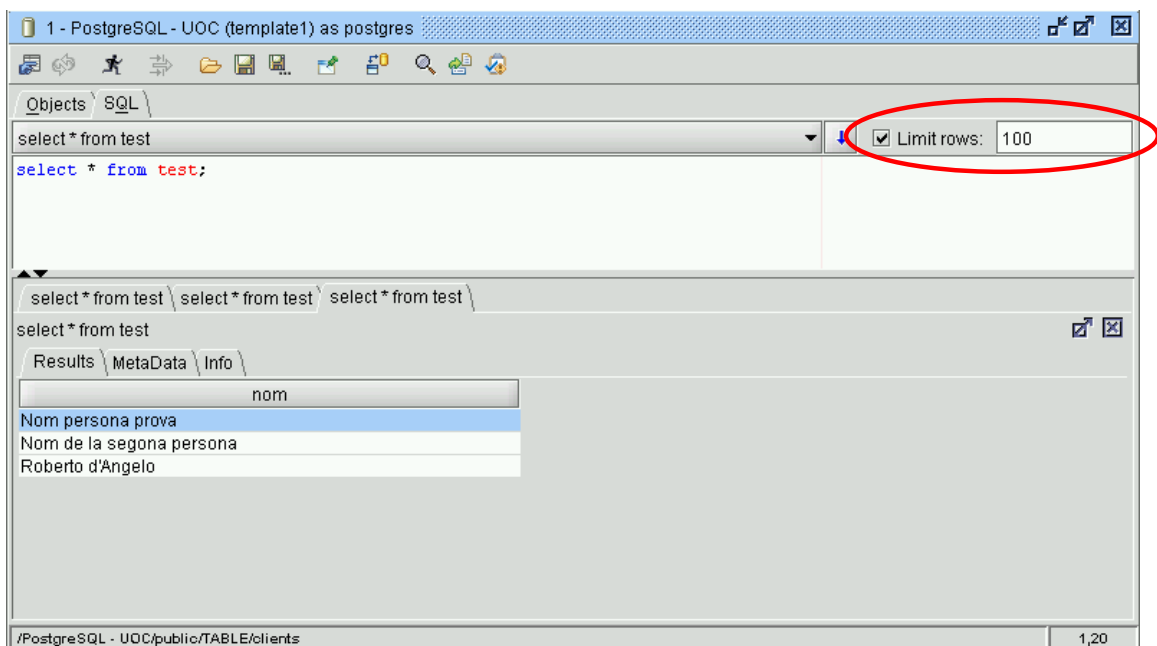 1 - PostgreSQL - UOC (template1) as postgres
Objects SQL
select * from test Limit rows: 100
select * from test;
select * from test select * from test select * from test
select * from test
Results MetaData Info
nom
Nom persona prova
Nom de la segona persona
Roberto d'Angelo
/PostgreSQL - UOC/public/TABLE/clients 1,20